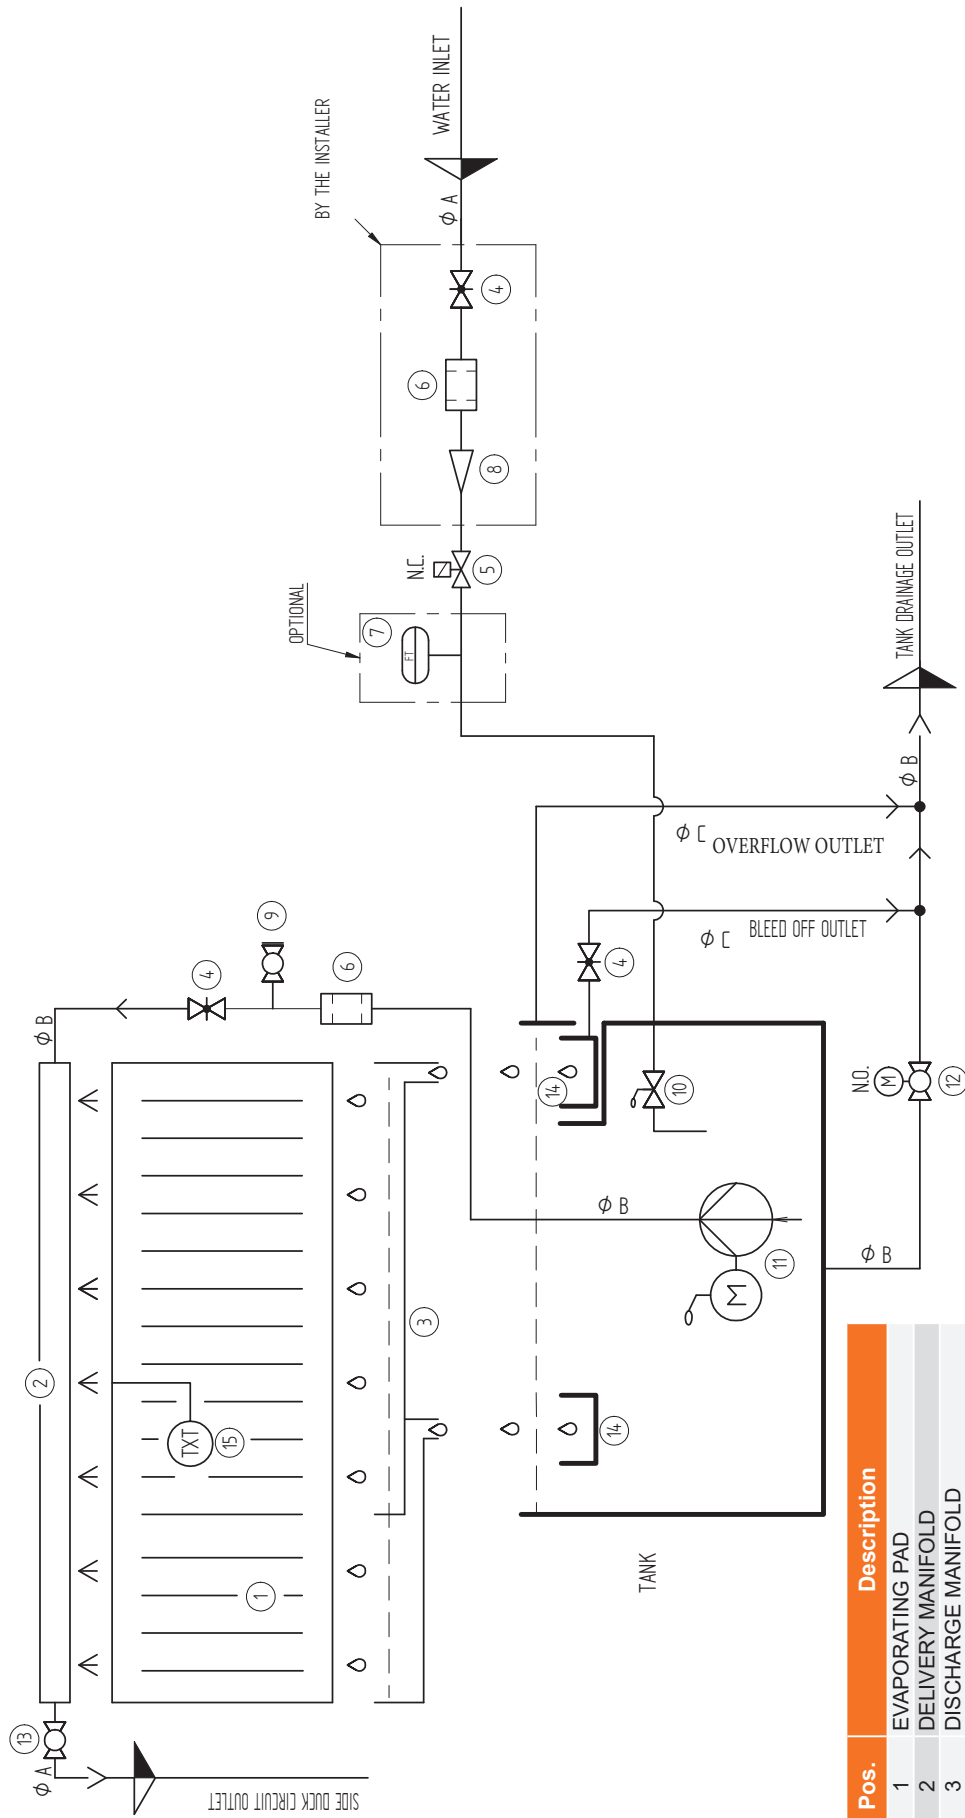 WATER INLET
BY THE INSTALLER
ϕ A
4
6
8
N.C.
5
OPTIONAL
7
FT
TANK DRAINAGE OUTLET
ϕ B
ϕ C OVERFLOW OUTLET
ϕ C BLEED OFF OUTLET
9
4
6
ϕ B
4
14
10
N.O.
M
12
2
3
ϕ B
11
M
ϕ B
TXT
15
14
1
TANK
13
ϕ A
SIDE DUCK CIRCUIT OUTLET
Pos. Description
1 EVAPORATING PAD
2 DELIVERY MANIFOLD
3 DISCHARGE MANIFOLD